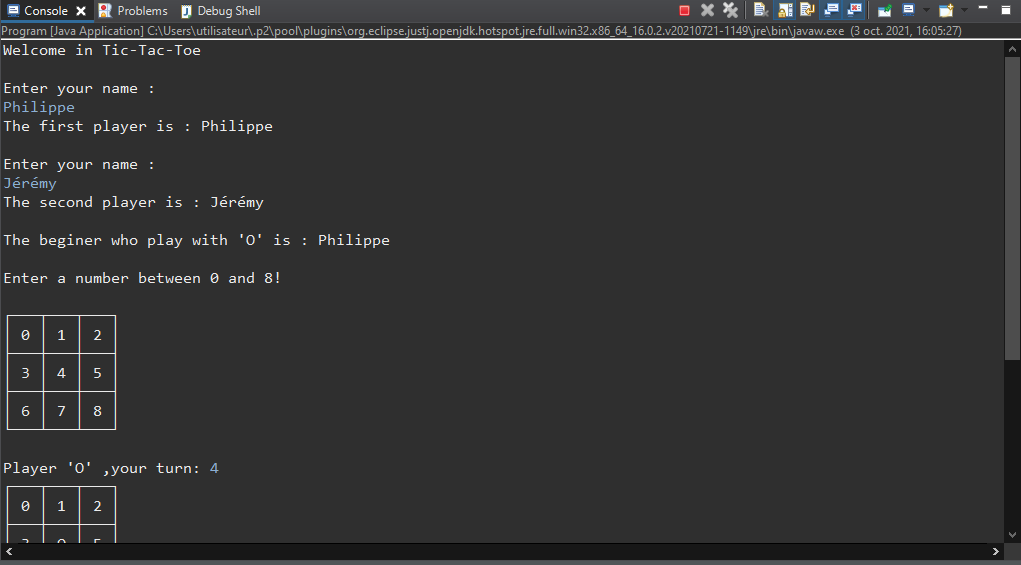 Console Problems Debug Shell
Program [Java Application] C:\Users\utilisateur\.p2\pool\plugins\org.eclipse.justj.openjdk.hotspot.jre.full.win32.x86_64_16.0.2.v20210721-1149\jre\bin\javaw.exe (3 oct. 2021, 16:05:27)
Welcome in Tic-Tac-Toe
Enter your name :
Philippe
The first player is : Philippe
Enter your name :
Jérémy
The second player is : Jérémy
The beginer who play with 'O' is : Philippe
Enter a number between 0 and 8!
0 1 2
3 4 5
6 7 8
Player 'O' ,your turn: 4
0 1 2